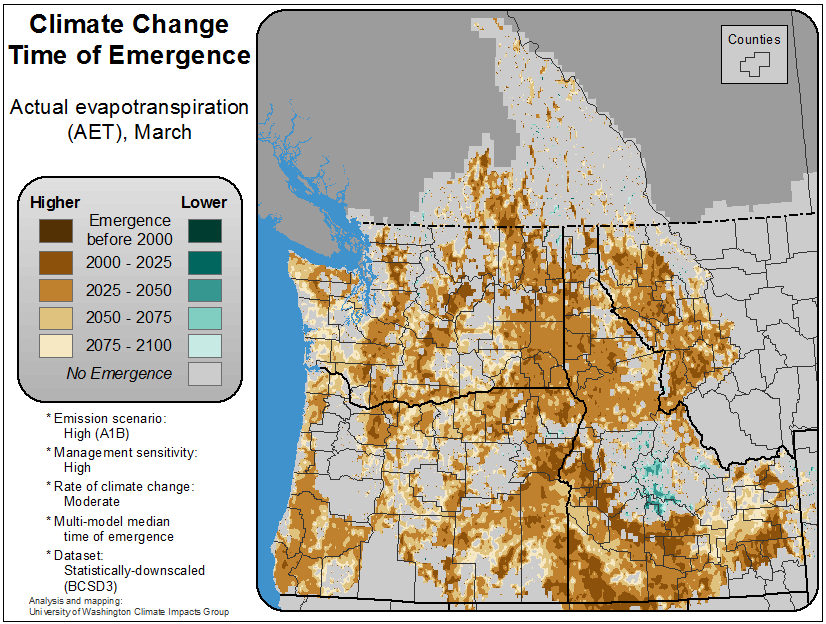 Climate Change
Time of Emergence
Actual evapotranspiration
(AET), March
Higher
Lower
Emergence
before 2000
2000 - 2025
2025 - 2050
2050 - 2075
2075 - 2100
No Emergence
* Emission scenario:
High (A1B)
* Management sensitivity:
High
* Rate of climate change:
Moderate
* Multi-model median
time of emergence
* Dataset:
Statistically-downscaled
(BCSD3)
Analysis and mapping:
University of Washington Climate Impacts Group
Counties